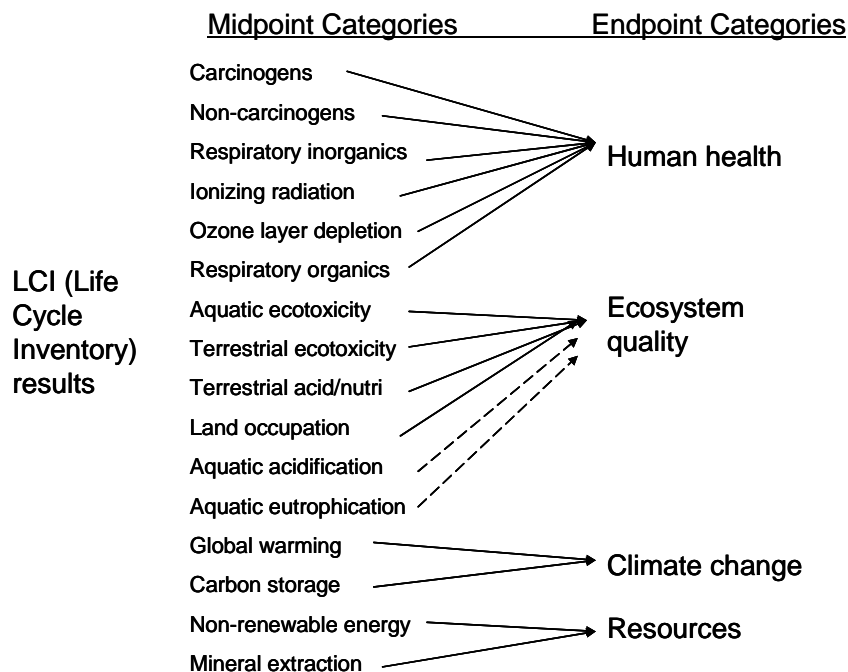 Midpoint Categories
Endpoint Categories
LCI (Life
Cycle
Inventory)
results
Carcinogens
Non-carcinogens
Respiratory inorganics
Ionizing radiation
Ozone layer depletion
Respiratory organics
Aquatic ecotoxicity
Terrestrial ecotoxicity
Terrestrial acid/nutri
Land occupation
Aquatic acidification
Aquatic eutrophication
Global warming
Carbon storage
Non-renewable energy
Mineral extraction
Human health
Ecosystem
quality
Climate change
Resources